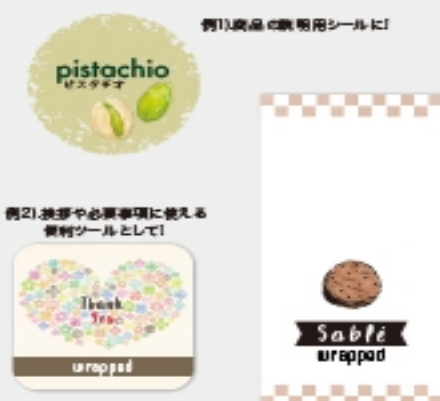 例1).商品の説明用シールに!
pistachio
ピスタチオ
例2).挨拶や必要事項に使える
便利ツールとして!
Thank
You
wrapped
Sablé
wrapped